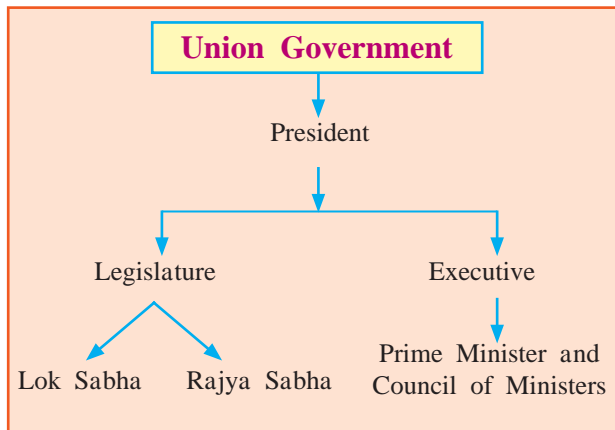 Union Government
President
Legislature
Executive
Lok Sabha
Rajya Sabha
Prime Minister and
Council of Ministers